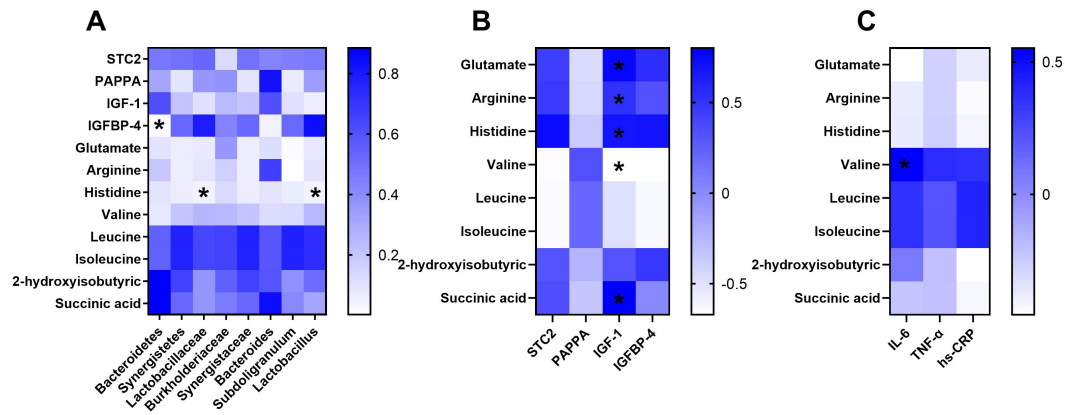 A
STC2
PAPPA
IGF-1
IGFBP-4
Glutamate
Arginine
Histidine
Valine
Leucine
Isoleucine
2-hydroxyisobutyric
Succinic acid
*
*
*
0.8
0.6
0.4
0.2
Bacteroidetes
Synergistetes
Lactobacillaceae
Burkholderiaceae
Synergistaceae
Bacteroides
Subdoligranulum
Lactobacillus
B
Glutamate
Arginine
Histidine
Valine
Leucine
Isoleucine
2-hydroxyisobutyric
Succinic acid
*
*
*
*
*
0.5
0
-0.5
STC2
PAPPA
IGF-1
IGFBP-4
C
Glutamate
Arginine
Histidine
Valine
Leucine
Isoleucine
2-hydroxyisobutyric
Succinic acid
*
0.5
0
IL-6
TNF-α
hs-CRP